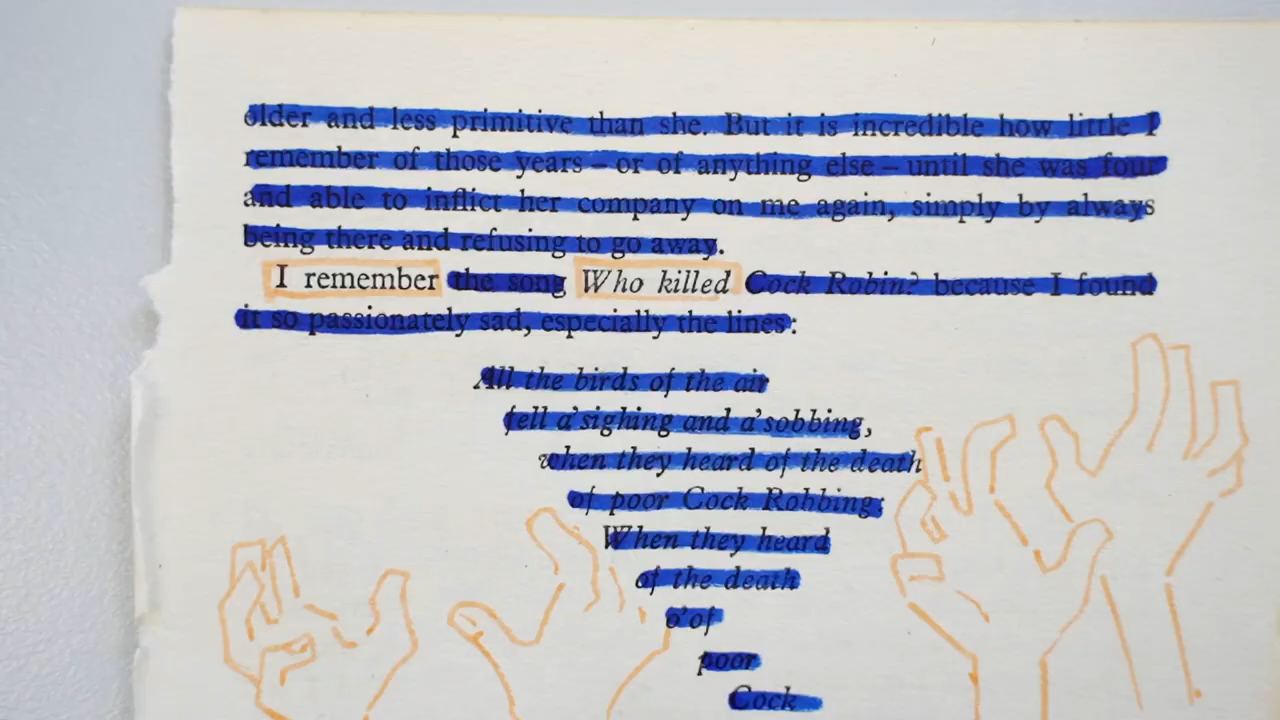 older and less primitive than she. But it is incredible how little I
remember of those years – or of anything else – until she was four
and able to inflict her company on me again, simply by always
being there and refusing to go away.
I remember the song Who killed Cock Robin? because I found
it so passionately sad, especially the lines:
All the birds of the air
fell a'sighing and a'sobbing,
when they heard of the death
of poor Cock Robbing:
When they heard
of the death
o'of
poor
Cock